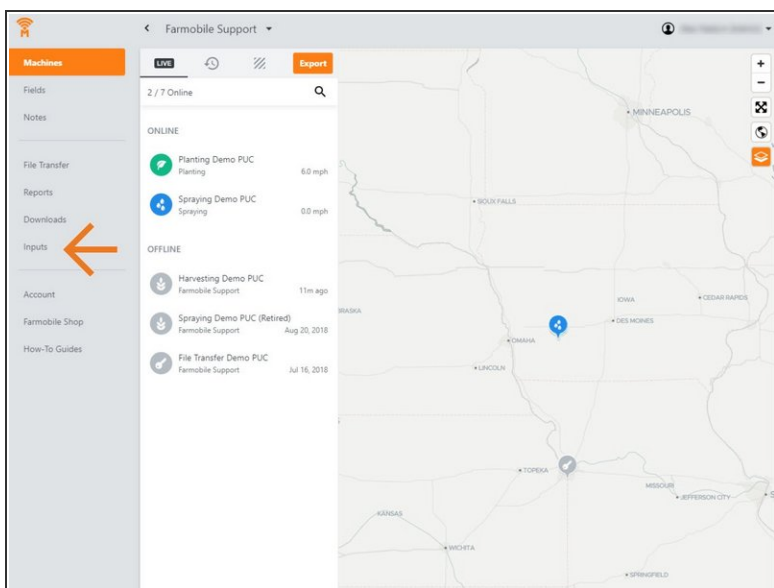 Farmobile Support
Machines
Fields
Notes
File Transfer
Reports
Downloads
Inputs
Account
Farmobile Shop
How-To Guides
LIVE
Export
2 / 7 Online
ONLINE
Planting Demo PUC
Planting 6.0 mph
Spraying Demo PUC
Spraying 0.0 mph
OFFLINE
Harvesting Demo PUC
Farmobile Support 11m ago
Spraying Demo PUC (Retired)
Farmobile Support Aug 20, 2018
File Transfer Demo PUC
Farmobile Support Jul 16, 2018
+
−
MINNEAPOLIS
SIOUX FALLS
IOWA
CEDAR RAPIDS
DES MOINES
OMAHA
LINCOLN
TOPEKA
MISSOURI
JEFFERSON CITY
KANSAS
WICHITA
SPRINGFIELD